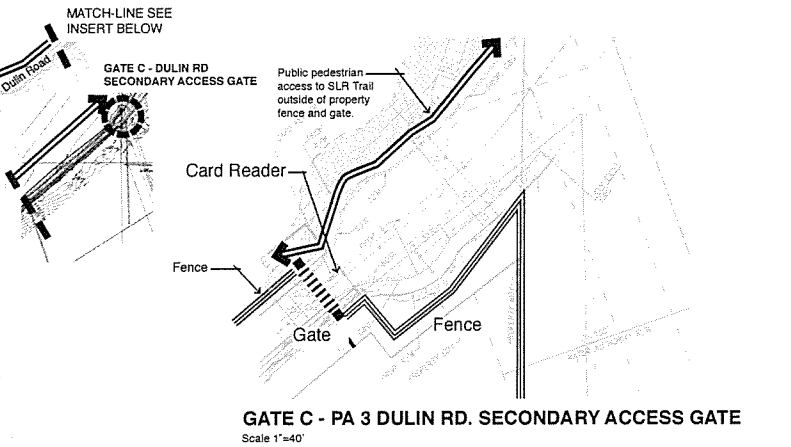 MATCH-LINE SEE
INSERT BELOW
Dulin Road
GATE C - DULIN RD
SECONDARY ACCESS GATE
Public pedestrian
access to SLR Trail
outside of property
fence and gate.
Card Reader
Fence
Gate
Fence
GATE C - PA 3 DULIN RD. SECONDARY ACCESS GATE
Scale 1"=40'